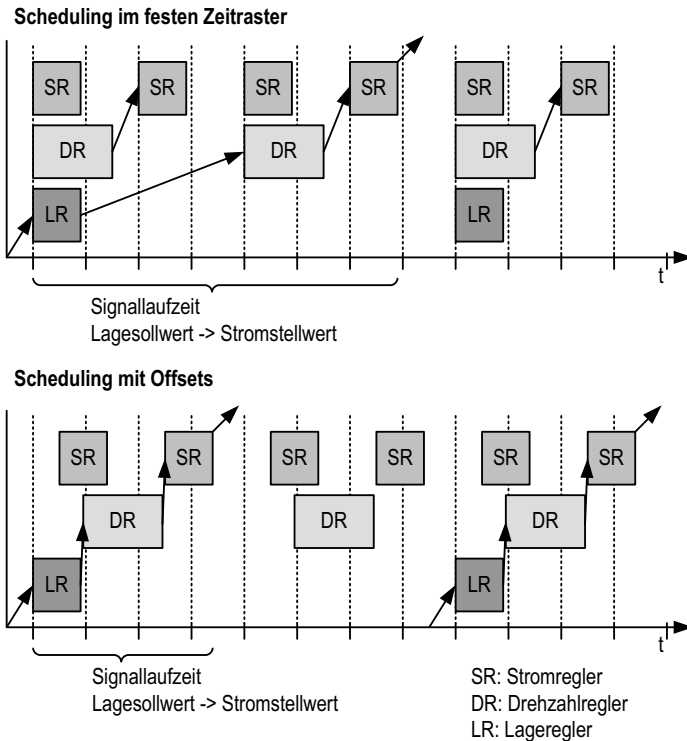 Scheduling im festen Zeitraster
SR SR SR SR SR SR
DR DR DR
LR LR
t
Signallaufzeit
Lagesollwert -> Stromstellwert
Scheduling mit Offsets
SR SR SR SR SR SR
DR DR DR
LR LR
t
Signallaufzeit
Lagesollwert -> Stromstellwert
SR: Stromregler
DR: Drehzahlregler
LR: Lageregler